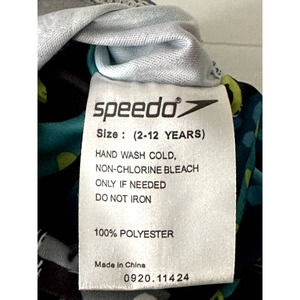 speedo®
Size : (2-12 YEARS)
HAND WASH COLD,
NON-CHLORINE BLEACH
ONLY IF NEEDED
DO NOT IRON
100% POLYESTER
Made in China
0920.11424